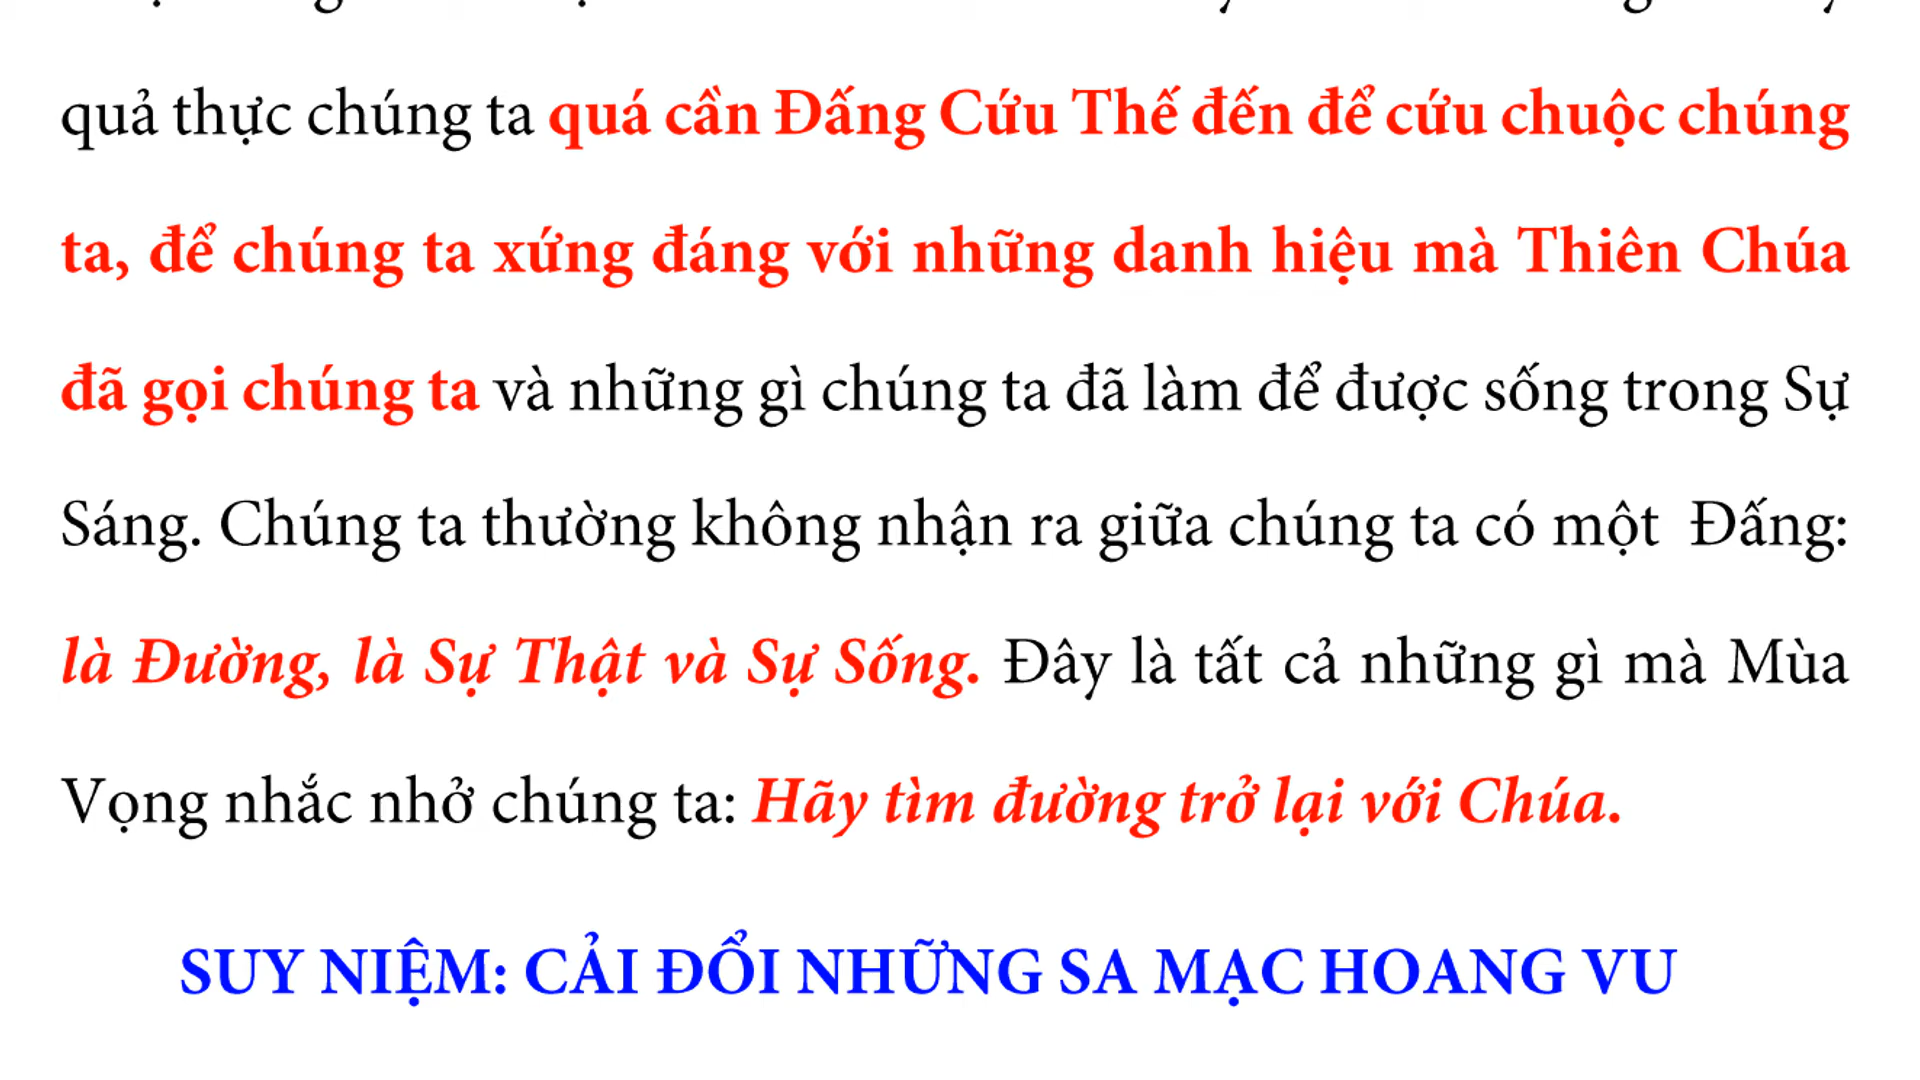 quả thực chúng ta quá cần Đấng Cứu Thế đến để cứu chuộc chúng
ta, để chúng ta xứng đáng với những danh hiệu mà Thiên Chúa
đã gọi chúng ta và những gì chúng ta đã làm để được sống trong Sự
Sáng. Chúng ta thường không nhận ra giữa chúng ta có một  Đấng:
là Đường, là Sự Thật và Sự Sống. Đây là tất cả những gì mà Mùa
Vọng nhắc nhở chúng ta: Hãy tìm đường trở lại với Chúa.
SUY NIỆM: CẢI ĐỔI NHỮNG SA MẠC HOANG VU